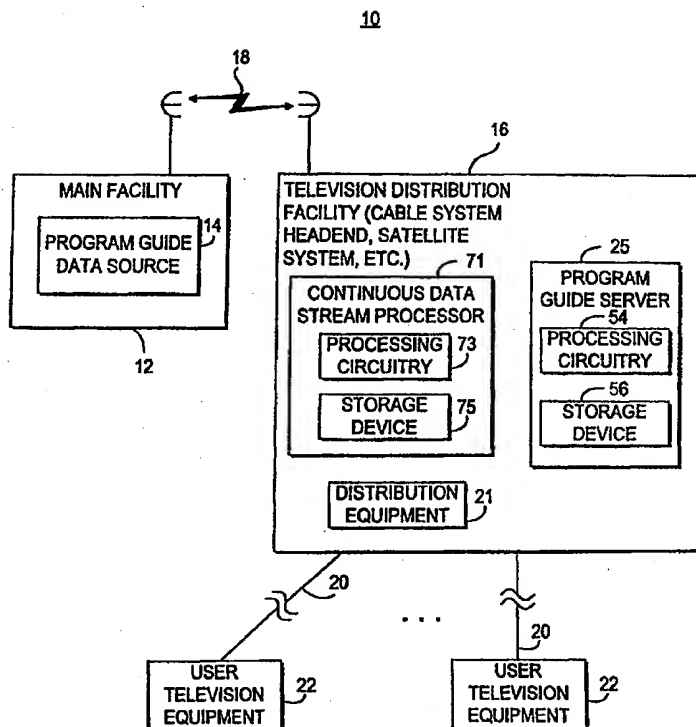 10
18
16
MAIN FACILITY
PROGRAM GUIDE
DATA SOURCE
14
12
TELEVISION DISTRIBUTION
FACILITY (CABLE SYSTEM
HEADEND, SATELLITE
SYSTEM, ETC.)
71
CONTINUOUS DATA
STREAM PROCESSOR
PROCESSING
CIRCUITRY
73
STORAGE
DEVICE
75
25
PROGRAM
GUIDE SERVER
54
PROCESSING
CIRCUITRY
56
STORAGE
DEVICE
DISTRIBUTION
EQUIPMENT
21
20
. . .
20
USER
TELEVISION
EQUIPMENT
22
USER
TELEVISION
EQUIPMENT
22